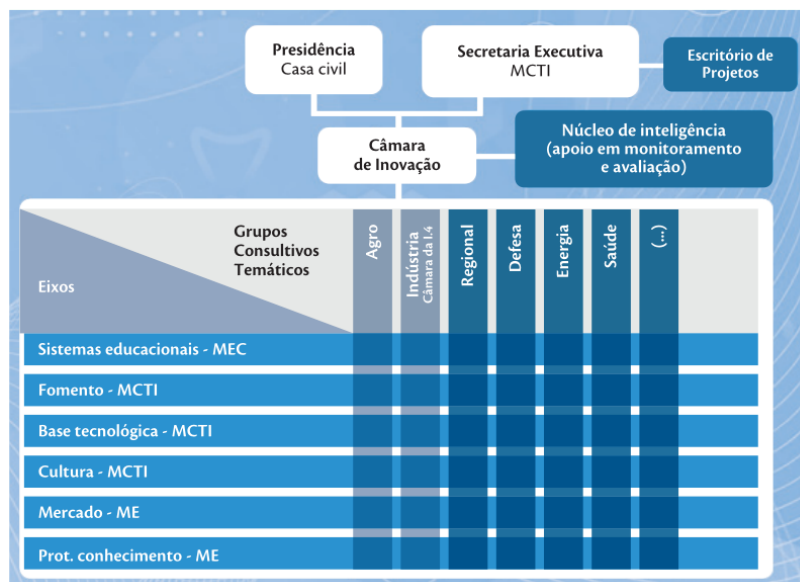 Presidência
Casa civil
Secretaria Executiva
MCTI
Escritório de
Projetos
Câmara
de Inovação
Núcleo de inteligência
(apoio em monitoramento
e avaliação)
Grupos
Consultivos
Temáticos
Eixos
Agro
Indústria
Câmara da I.4
Regional
Defesa
Energia
Saúde
(...)
Sistemas educacionais - MEC
Fomento - MCTI
Base tecnológica - MCTI
Cultura - MCTI
Mercado - ME
Prot. conhecimento - ME